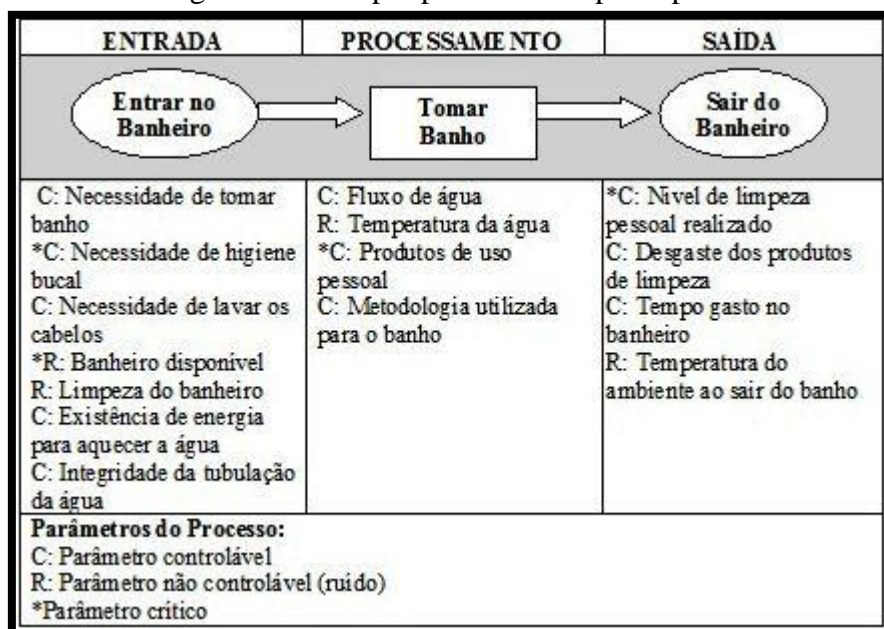 ENTRADA
PROCESSAMENTO
SAÍDA
Entrar no
Banheiro
Tomar
Banho
Sair do
Banheiro
C: Necessidade de tomar
banho
*C: Necessidade de higiene
bucal
C: Necessidade de lavar os
cabelos
*R: Banheiro disponível
R: Limpeza do banheiro
C: Existência de energia
para aquecer a água
C: Integridade da tubulação
da água
C: Fluxo de água
R: Temperatura da água
*C: Produtos de uso
pessoal
C: Metodologia utilizada
para o banho
*C: Nivel de limpeza
pessoal realizado
C: Desgaste dos produtos
de limpeza
C: Tempo gasto no
banheiro
R: Temperatura do
ambiente ao sair do banho
Parâmetros do Processo:
C: Parâmetro controlável
R: Parâmetro não controlável (ruido)
*Parâmetro crítico